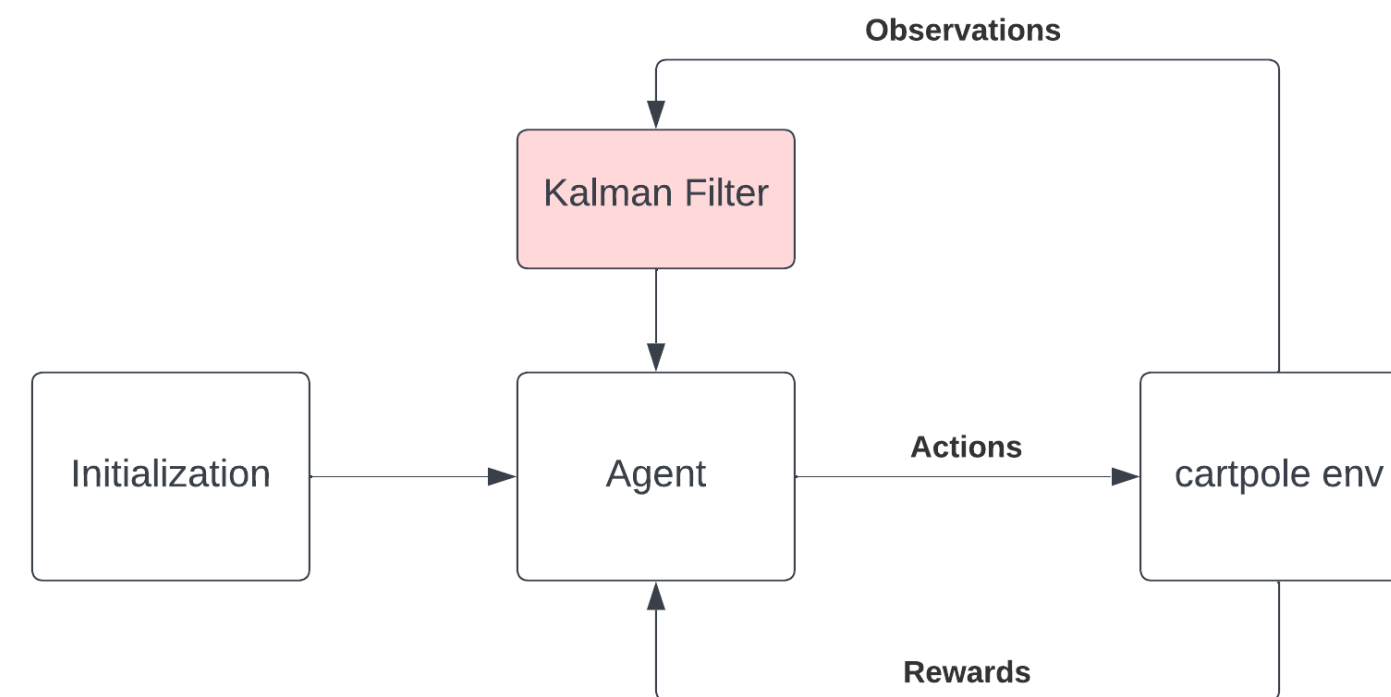 Observations
Kalman Filter
Initialization
Agent
Actions
cartpole env
Rewards